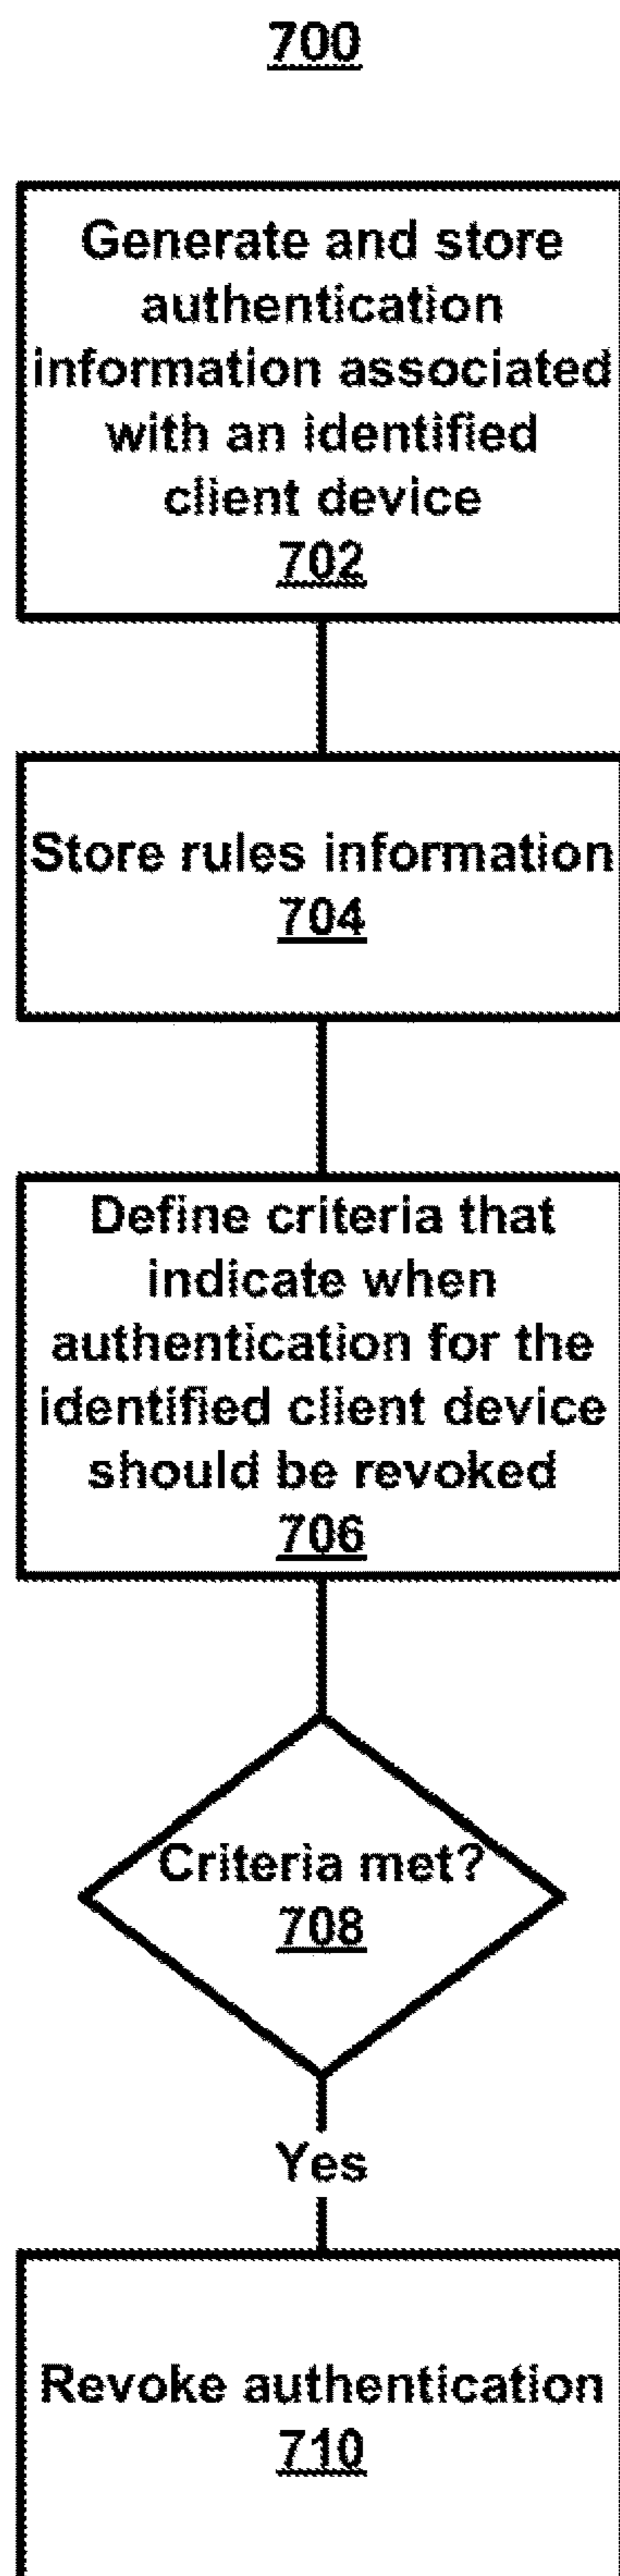 700
Generate and store
authentication
information associated
with an identified
client device
702
Store rules information
704
Define criteria that
indicate when
authentication for the
identified client device
should be revoked
706
Criteria met?
708
Yes
Revoke authentication
710